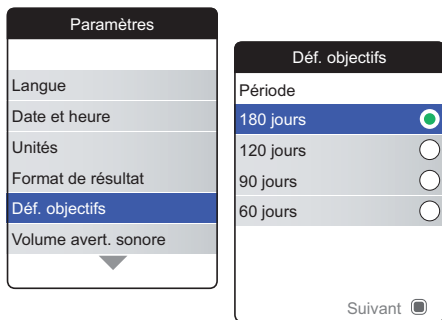 Paramètres
Langue
Date et heure
Unités
Format de résultat
Déf. objectifs
Volume avert. sonore
Déf. objectifs
Période
180 jours
120 jours
90 jours
60 jours
Suivant